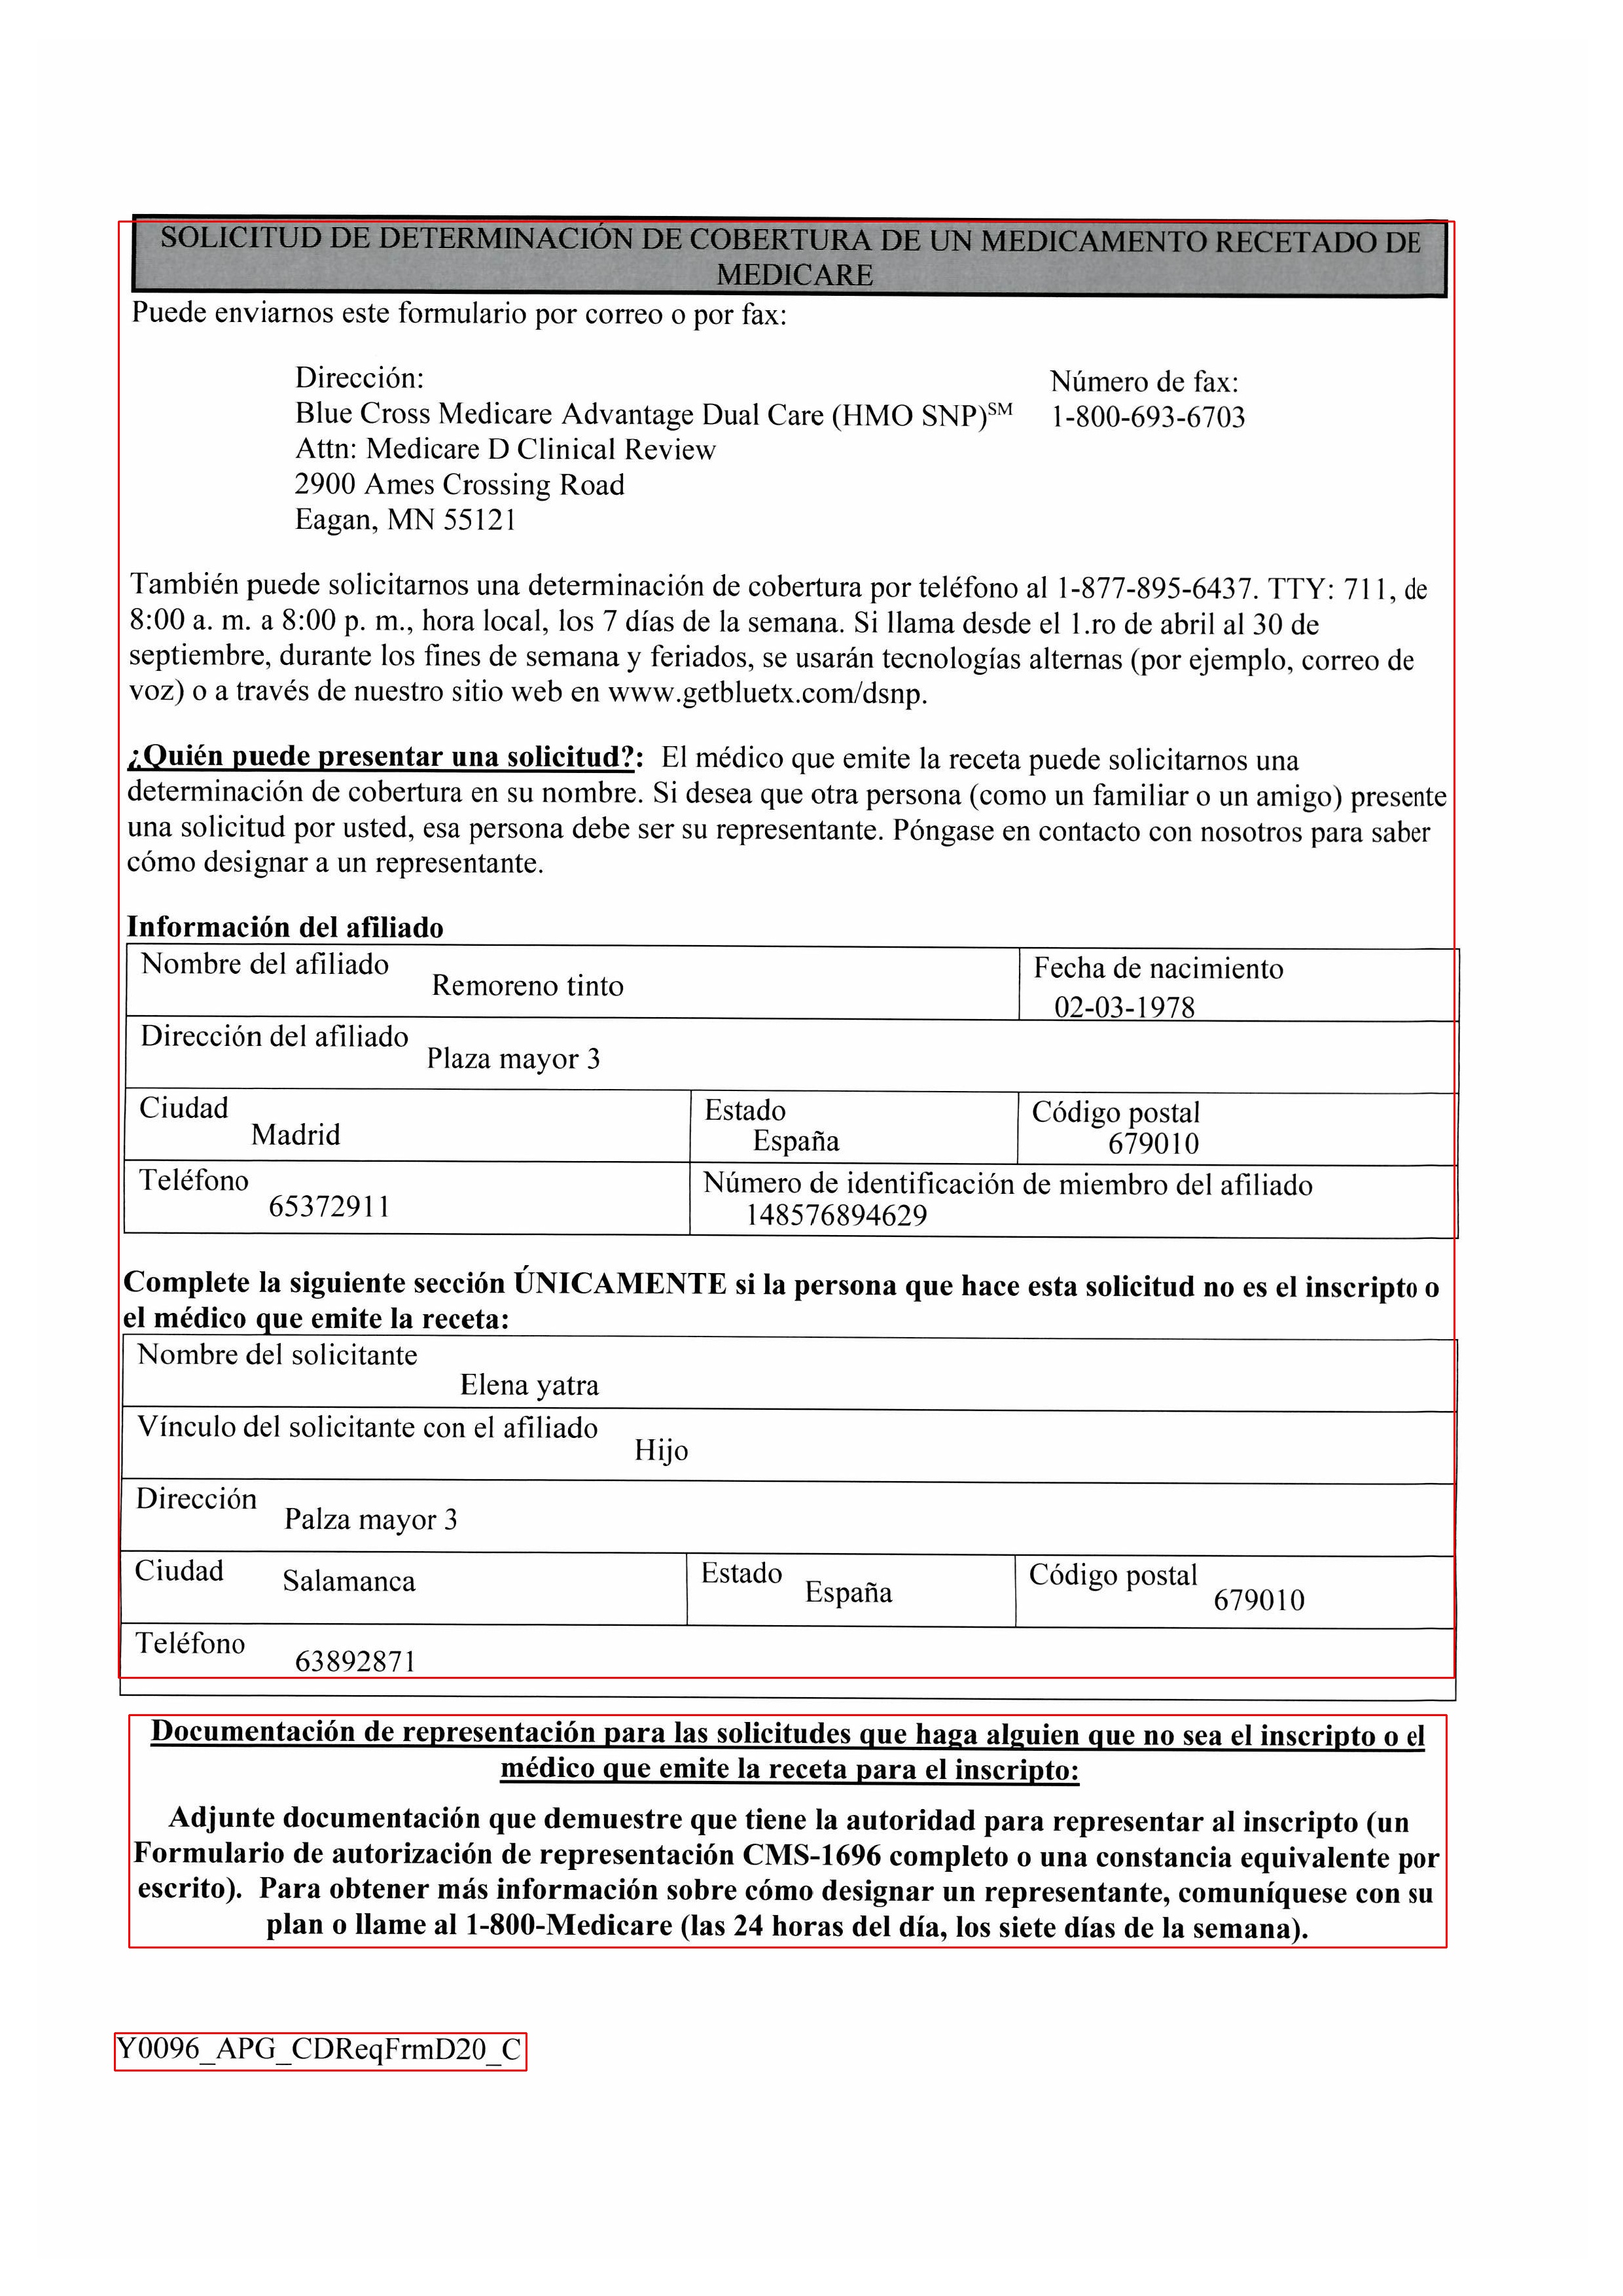 SOLICITUD DE DETERMINACIÓN DE COBERTURA DE UN MEDICAMENTO RECETADO DE
MEDICARE
Puede enviarnos este formulario por correo o por fax:
Dirección:
Blue Cross Medicare Advantage Dual Care (HMO SNP)SM
Attn: Medicare D Clinical Review
2900 Ames Crossing Road
Eagan, MN 55121
Número de fax:
1-800-693-6703
También puede solicitarnos una determinación de cobertura por teléfono al 1-877-895-6437. TTY: 711, de
8:00 a. m. a 8:00 p. m., hora local, los 7 días de la semana. Si llama desde el 1.ro de abril al 30 de
septiembre, durante los fines de semana y feriados, se usarán tecnologías alternas (por ejemplo, correo de
voz) o a través de nuestro sitio web en www.getbluetx.com/dsnp.
¿Quién puede presentar una solicitud?: El médico que emite la receta puede solicitarnos una
determinación de cobertura en su nombre. Si desea que otra persona (como un familiar o un amigo) presente
una solicitud por usted, esa persona debe ser su representante. Póngase en contacto con nosotros para saber
cómo designar a un representante.
Información del afiliado
Nombre del afiliado
Remoreno tinto
Fecha de nacimiento
02-03-1978
Dirección del afiliado
Plaza mayor 3
Ciudad
Madrid
Estado
España
Código postal
679010
Teléfono
65372911
Número de identificación de miembro del afiliado
148576894629
Complete la siguiente sección ÚNICAMENTE si la persona que hace esta solicitud no es el inscripto o
el médico que emite la receta:
Nombre del solicitante
Elena yatra
Vínculo del solicitante con el afiliado
Hijo
Dirección
Palza mayor 3
Ciudad
Salamanca
Estado
España
Código postal
679010
Teléfono
63892871
Documentación de representación para las solicitudes que haga alguien que no sea el inscripto o el
médico que emite la receta para el inscripto:
Adjunte documentación que demuestre que tiene la autoridad para representar al inscripto (un
Formulario de autorización de representación CMS-1696 completo o una constancia equivalente por
escrito). Para obtener más información sobre cómo designar un representante, comuníquese con su
plan o llame al 1-800-Medicare (las 24 horas del día, los siete días de la semana).
Y0096_APG_CDReqFrmD20_C